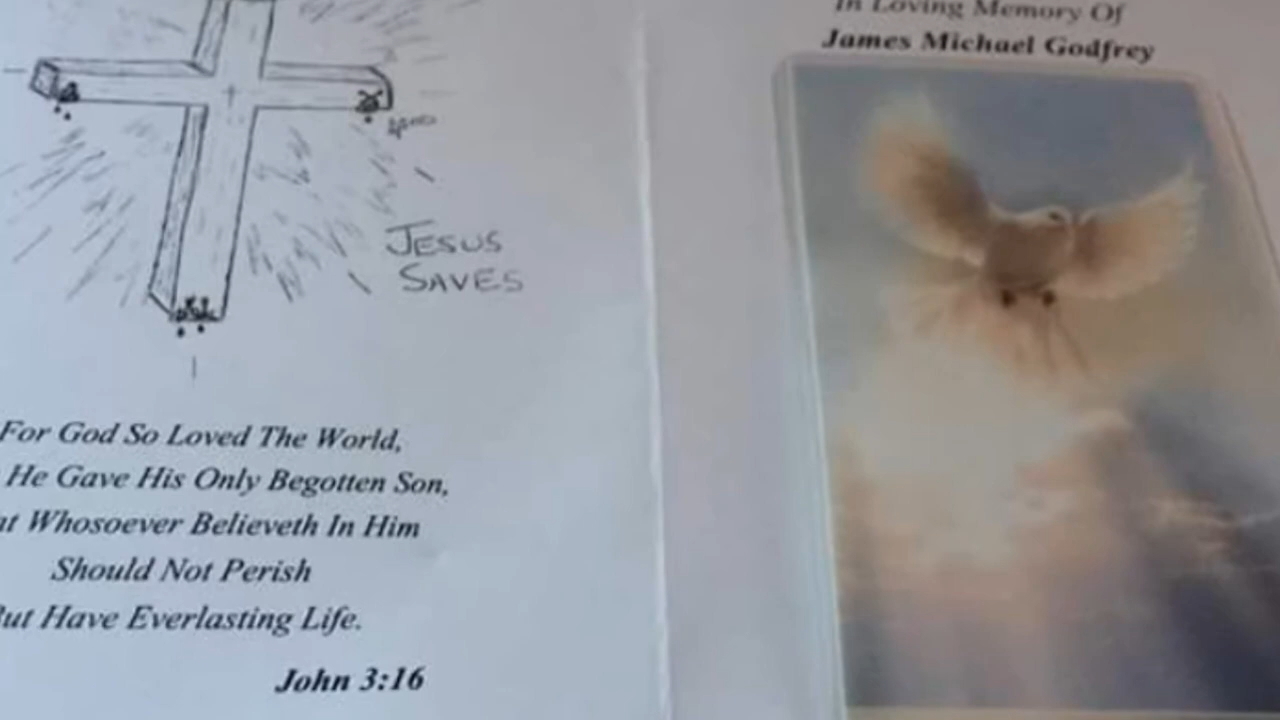 JESUS
SAVES
For God So Loved The World,
He Gave His Only Begotten Son,
Whosoever Believeth In Him
Should Not Perish
But Have Everlasting Life.
John 3:16
In Loving Memory Of
James Michael Godfrey